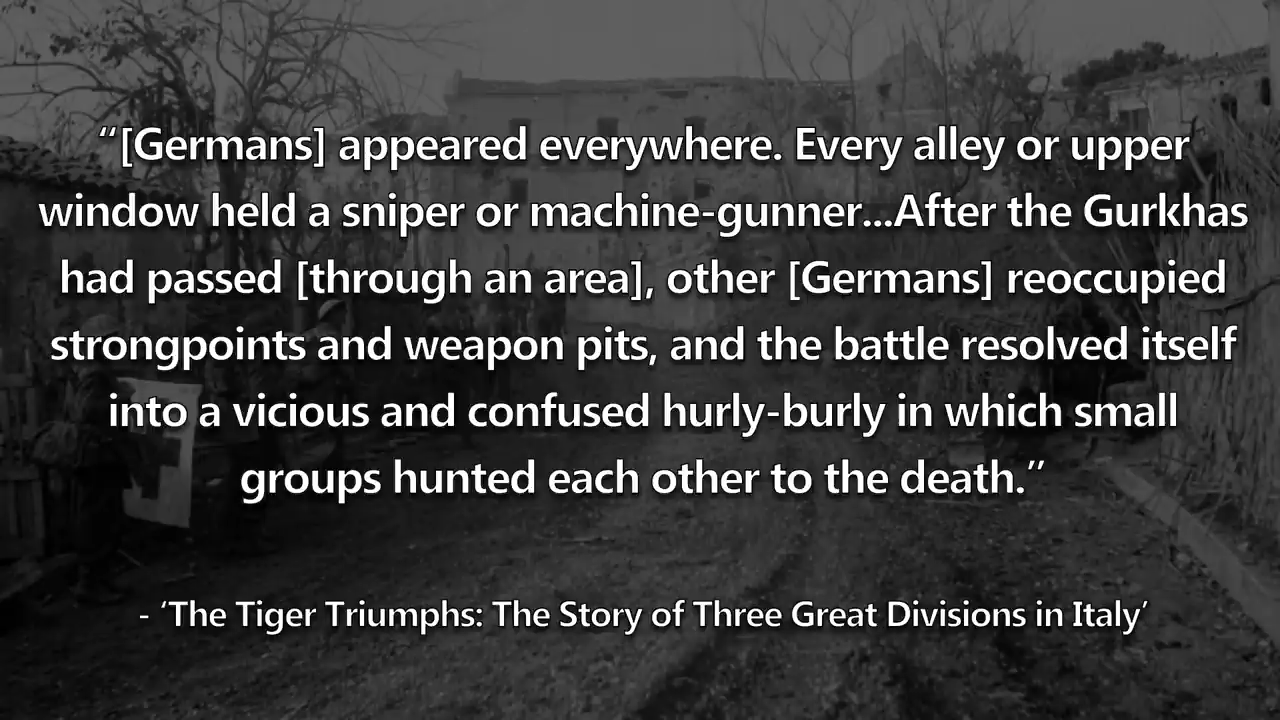 “[Germans] appeared everywhere. Every alley or upper
window held a sniper or machine-gunner...After the Gurkhas
had passed [through an area], other [Germans] reoccupied
strongpoints and weapon pits, and the battle resolved itself
into a vicious and confused hurly-burly in which small
groups hunted each other to the death.”
- ‘The Tiger Triumphs: The Story of Three Great Divisions in Italy’